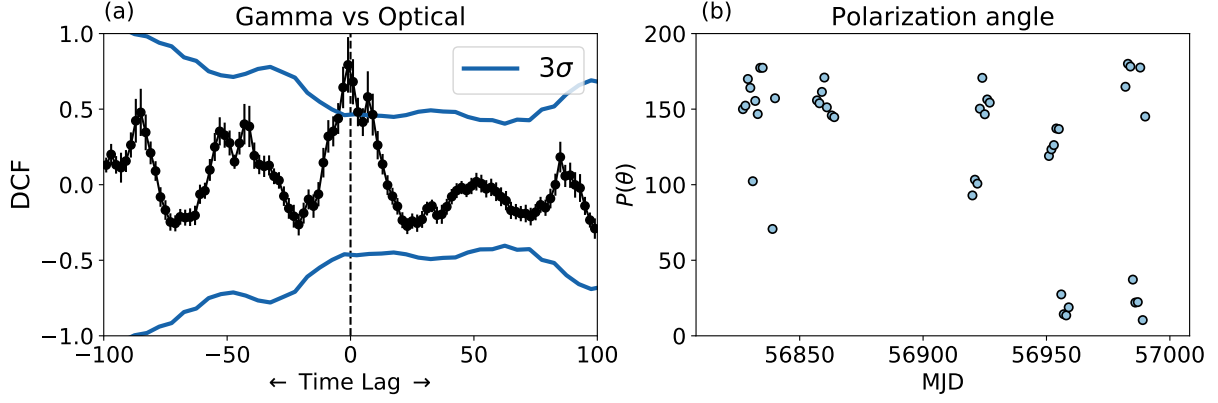 (a) Gamma vs Optical
1.0
0.5
0.0
−0.5
−1.0
DCF
3σ
−100 −50 0 50 100
← Time Lag →
(b) Polarization angle
200
150
100
50
0
P(θ)
56850 56900 56950 57000
MJD